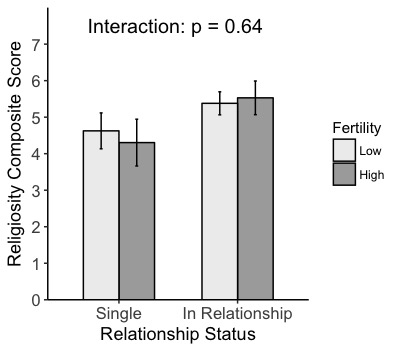 Interaction: p = 0.64
Religiosity Composite Score
7
6
5
4
3
2
1
0
Single In Relationship
Relationship Status
Fertility
Low
High